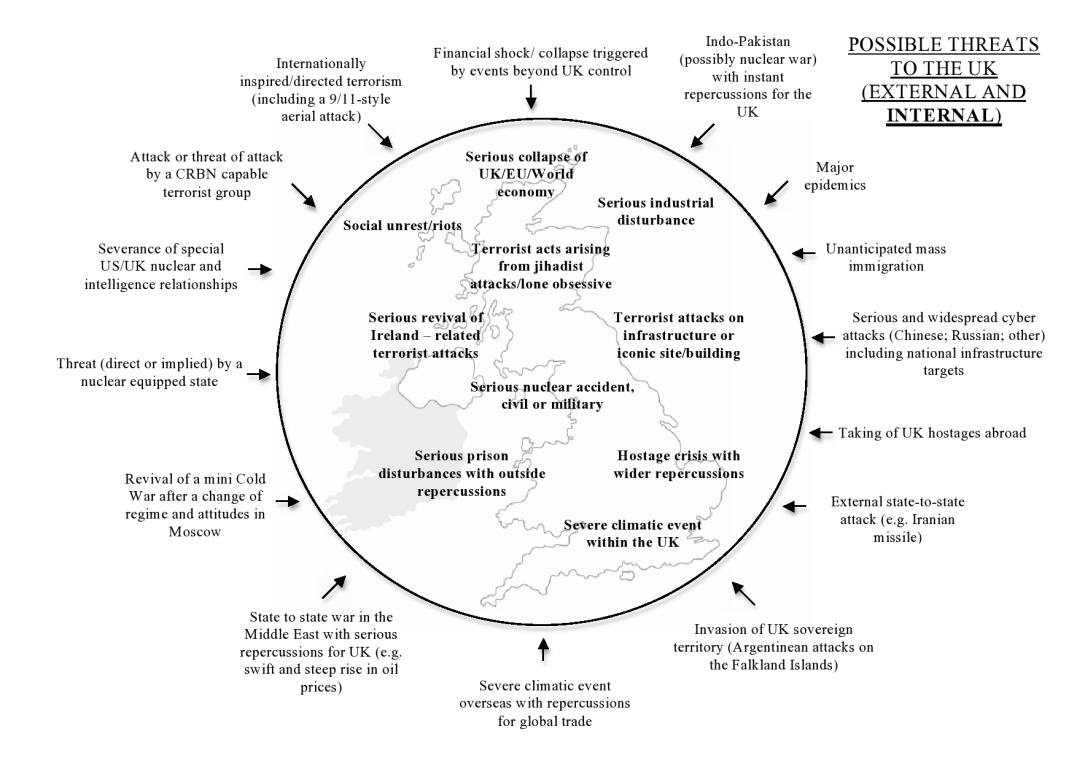 POSSIBLE THREATS
TO THE UK
(EXTERNAL AND
INTERNAL)
Financial shock/ collapse triggered
by events beyond UK control
Indo-Pakistan
(possibly nuclear war)
with instant
repercussions for the
UK
Major
epidemics
Unanticipated mass
immigration
Serious and widespread cyber
attacks (Chinese; Russian; other)
including national infrastructure
targets
Taking of UK hostages abroad
External state-to-state
attack (e.g. Iranian
missile)
Invasion of UK sovereign
territory (Argentinean attacks on
the Falkland Islands)
Severe climatic event
overseas with repercussions
for global trade
State to state war in the
Middle East with serious
repercussions for UK (e.g.
swift and steep rise in oil
prices)
Revival of a mini Cold
War after a change of
regime and attitudes in
Moscow
Threat (direct or implied) by a
nuclear equipped state
Severance of special
US/UK nuclear and
intelligence relationships
Attack or threat of attack
by a CRBN capable
terrorist group
Internationally
inspired/directed terrorism
(including a 9/11-style
aerial attack)
Serious collapse of
UK/EU/World
economy
Serious industrial
disturbance
Social unrest/riots
Terrorist acts arising
from jihadist
attacks/lone obsessive
Serious revival of
Ireland – related
terrorist attacks
Terrorist attacks on
infrastructure or
iconic site/building
Serious nuclear accident,
civil or military
Serious prison
disturbances with outside
repercussions
Hostage crisis with
wider repercussions
Severe climatic event
within the UK